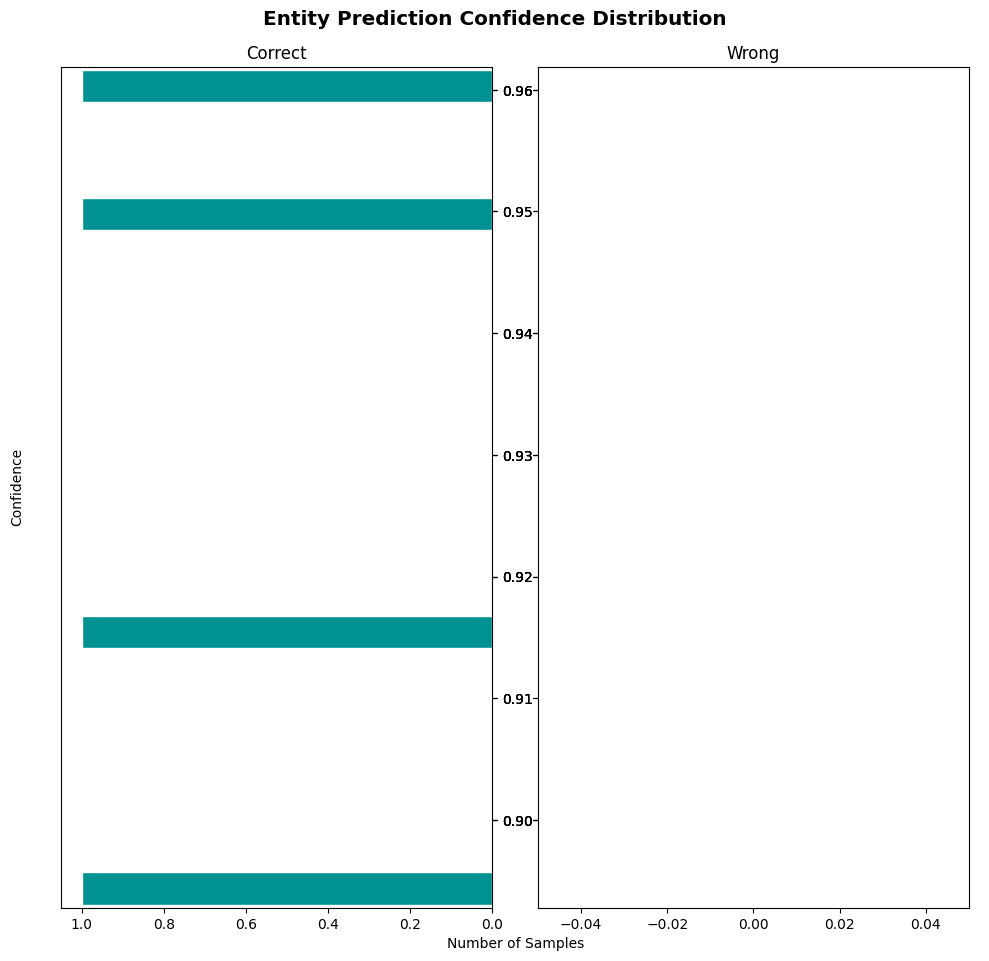 Entity Prediction Confidence Distribution
Correct
Wrong
Confidence
0.96
0.95
0.94
0.93
0.92
0.91
0.90
1.0 0.8 0.6 0.4 0.2 0.0
−0.04 −0.02 0.00 0.02 0.04
Number of Samples